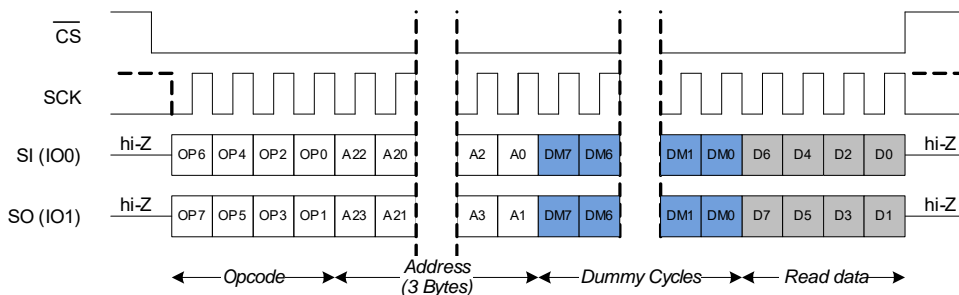 CS
SCK
SI (IO0) hi-Z OP6 OP4 OP2 OP0 A22 A20 A2 A0 DM7 DM6 DM1 DM0 D6 D4 D2 D0 hi-Z
SO (IO1) hi-Z OP7 OP5 OP3 OP1 A23 A21 A3 A1 DM7 DM6 DM1 DM0 D7 D5 D3 D1 hi-Z
Opcode Address Dummy Cycles Read data
(3 Bytes)